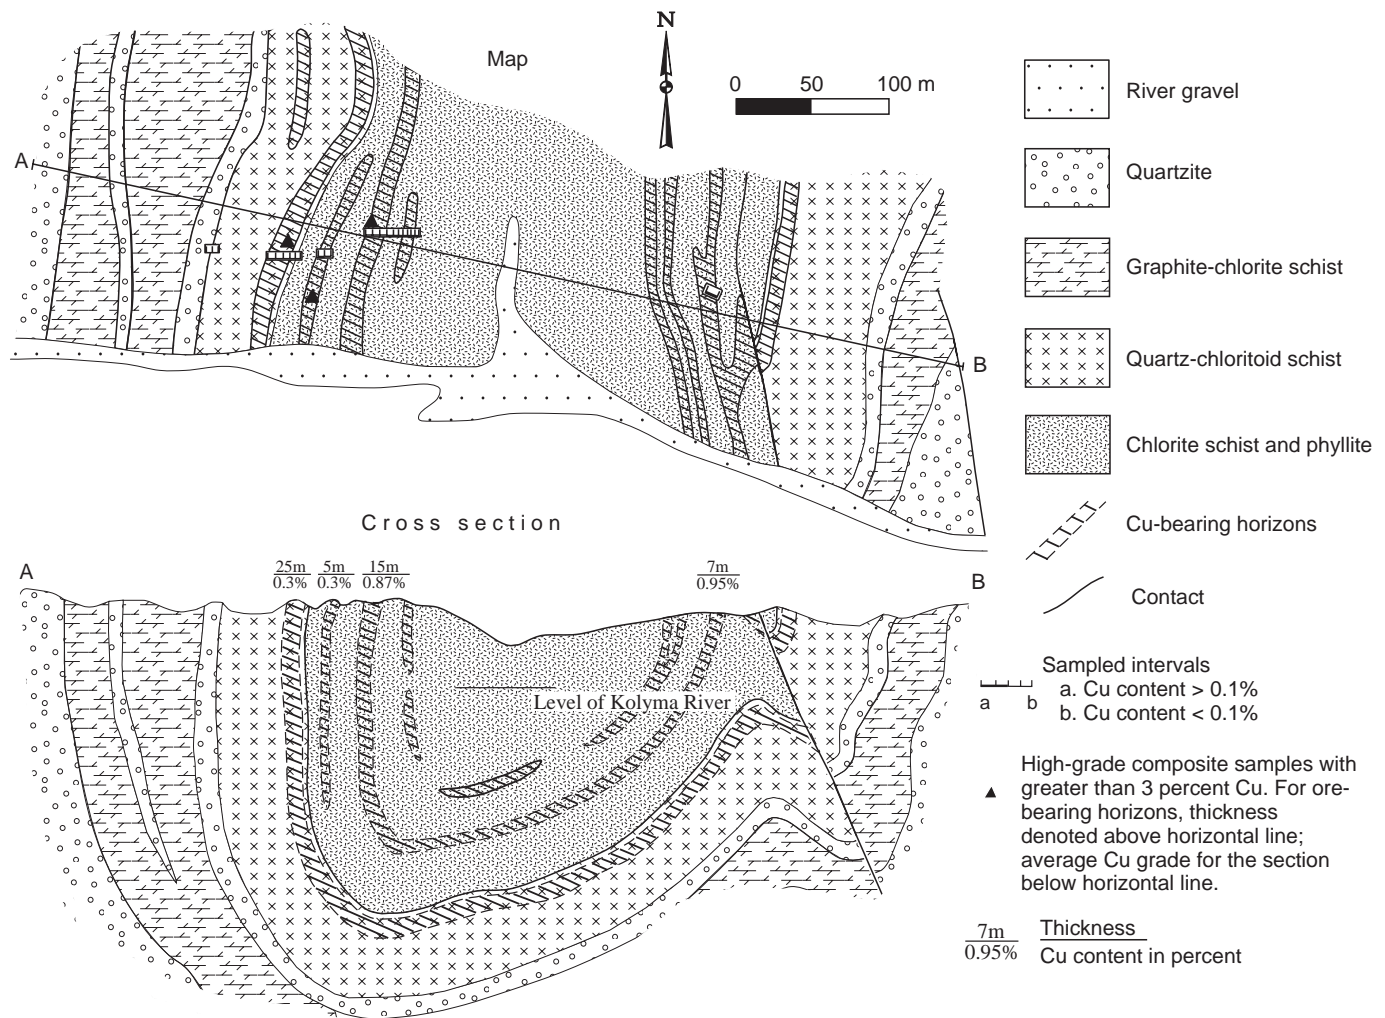 Map
N
0 50 100 m
A
B
River gravel
Quartzite
Graphite-chlorite schist
Quartz-chloritoid schist
Chlorite schist and phyllite
Cu-bearing horizons
Contact
Sampled intervals
a. Cu content > 0.1%
b. Cu content < 0.1%
a b
High-grade composite samples with
greater than 3 percent Cu. For ore-
bearing horizons, thickness
denoted above horizontal line;
average Cu grade for the section
below horizontal line.
7m
0.95%
Thickness
Cu content in percent
Cross section
A
B
25m 5m 15m 7m
0.3% 0.3% 0.87% 0.95%
Level of Kolyma River